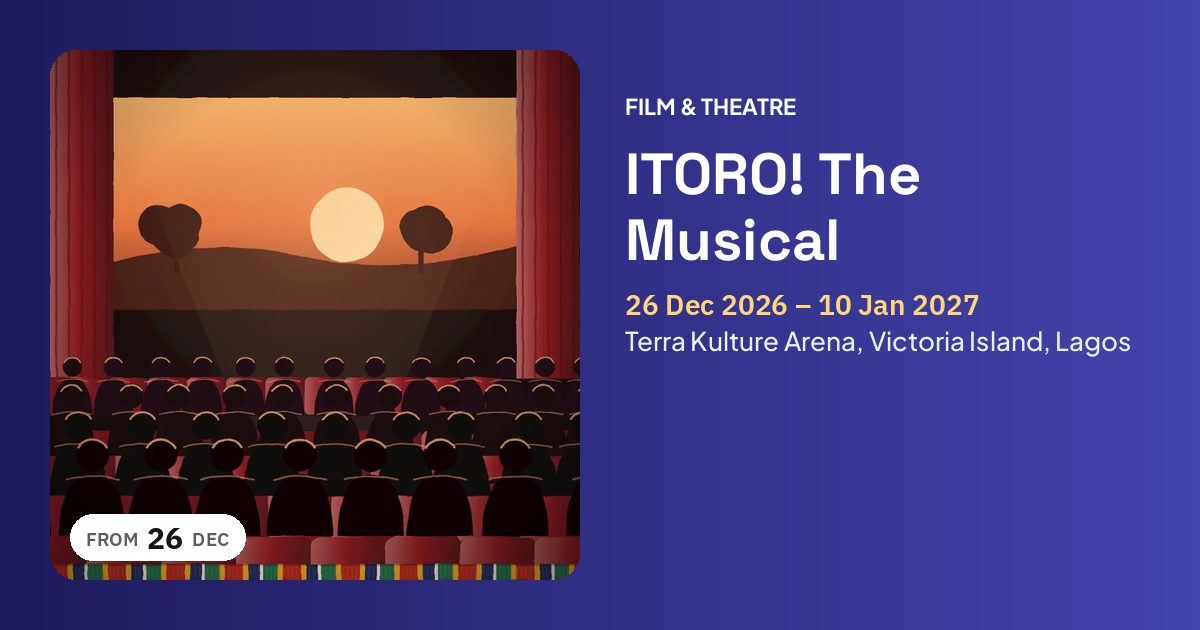 FILM & THEATRE
ITORO! The
Musical
26 Dec 2026 – 10 Jan 2027
Terra Kulture Arena, Victoria Island, Lagos
FROM 26 DEC